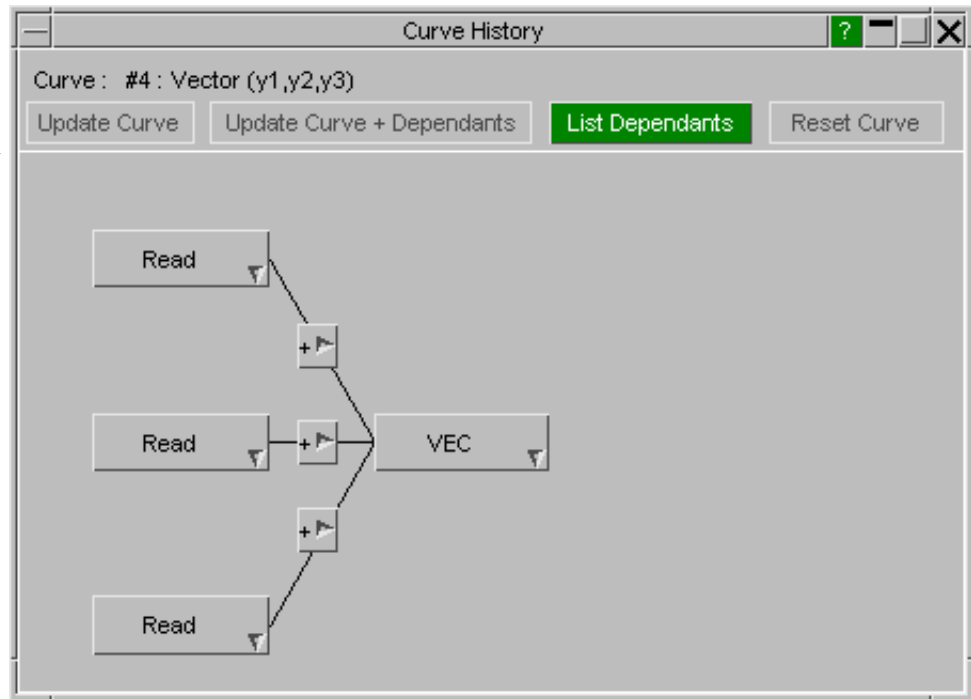 Curve History ?
Curve : #4 : Vector (y1,y2,y3)
Update Curve Update Curve + Dependants List Dependants Reset Curve
Read
+
Read + VEC
+
Read